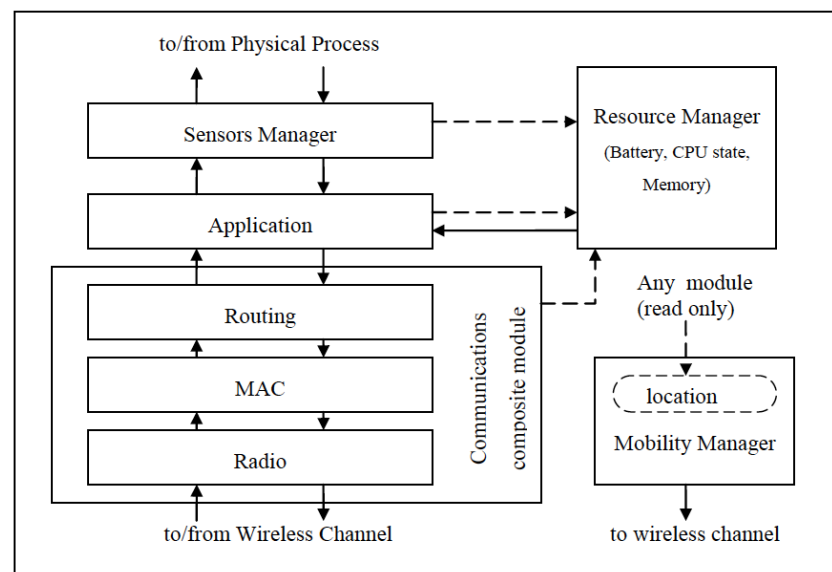 to/from Physical Process
Sensors Manager
Resource Manager
(Battery, CPU state,
Memory)
Application
Any module
(read only)
Routing
Communications
composite module
MAC
location
Mobility Manager
Radio
to/from Wireless Channel
to wireless channel